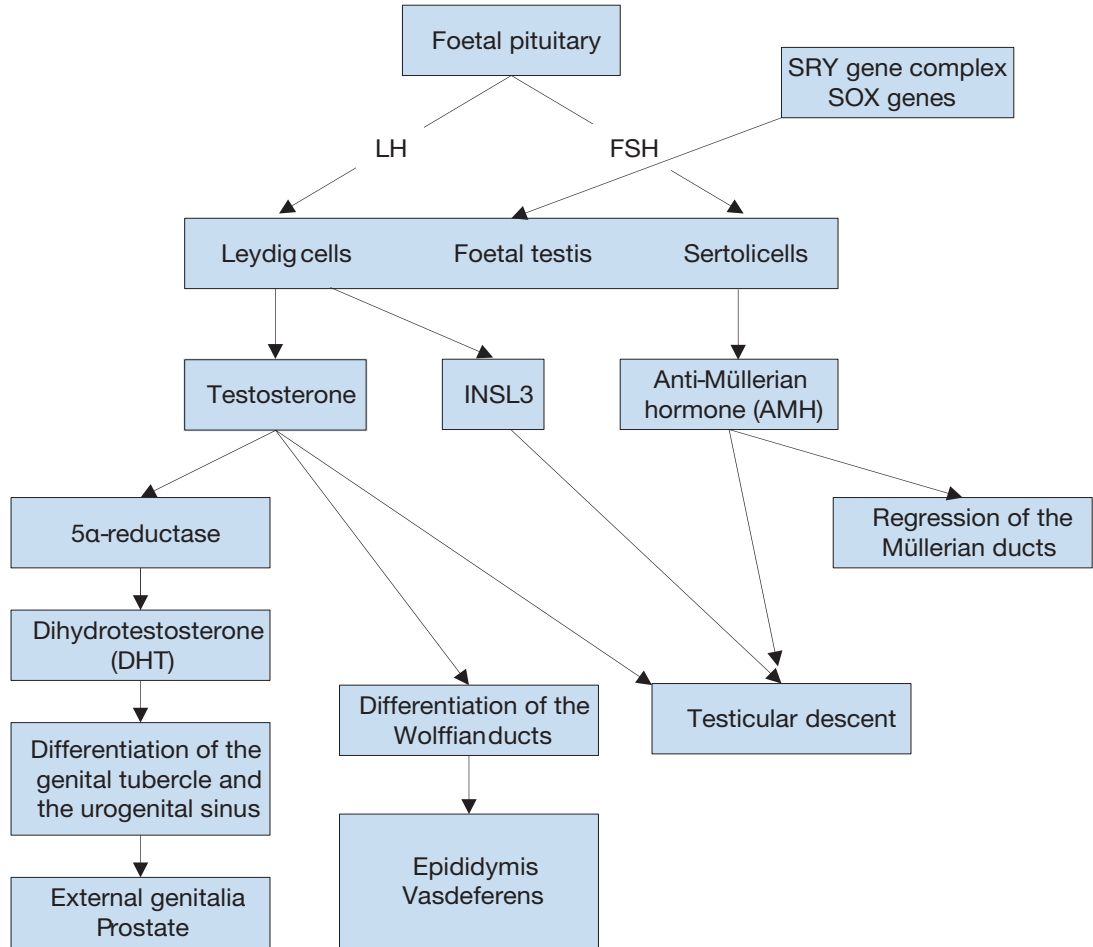 Foetal pituitary
SRY gene complex
SOX genes
LH
FSH
Leydig cells
Foetal testis
Sertolicells
Testosterone
INSL3
Anti-Müllerian
hormone (AMH)
5α-reductase
Regression of the
Müllerian ducts
Dihydrotestosterone
(DHT)
Differentiation of the
Wolffianducts
Testicular descent
Differentiation of the
genital tubercle and
the urogenital sinus
Epididymis
Vasdeferens
External genitalia
Prostate